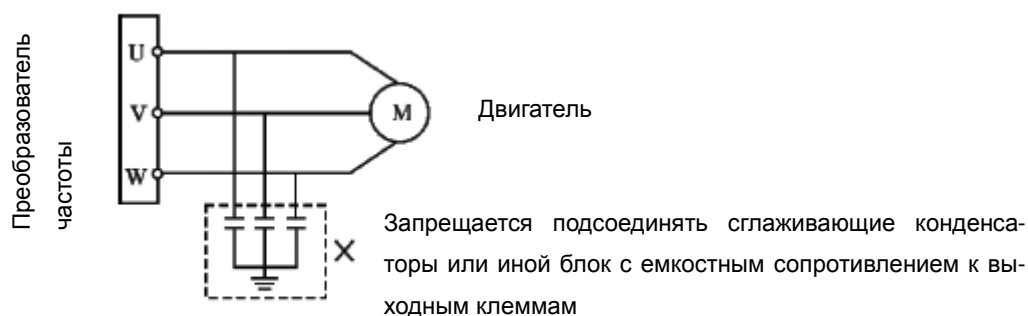 Преобразователь
частоты
U
V
W
M
Двигатель
Запрещается подсоединять сглаживающие конденса-
торы или иной блок с емкостным сопротивлением к вы-
ходным клеммам